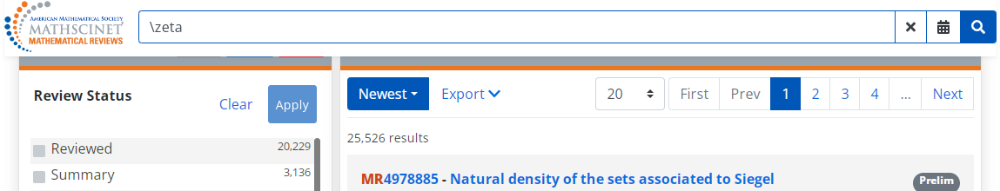 AMERICAN MATHEMATICAL SOCIETY
MATHSCINET
MATHEMATICAL REVIEWS
\zeta
Review Status
Clear
Apply
Reviewed 20,229
Summary 3,136
Newest
Export
20
First Prev 1 2 3 4 ... Next
25,526 results
MR4978885 - Natural density of the sets associated to Siegel
Prelim